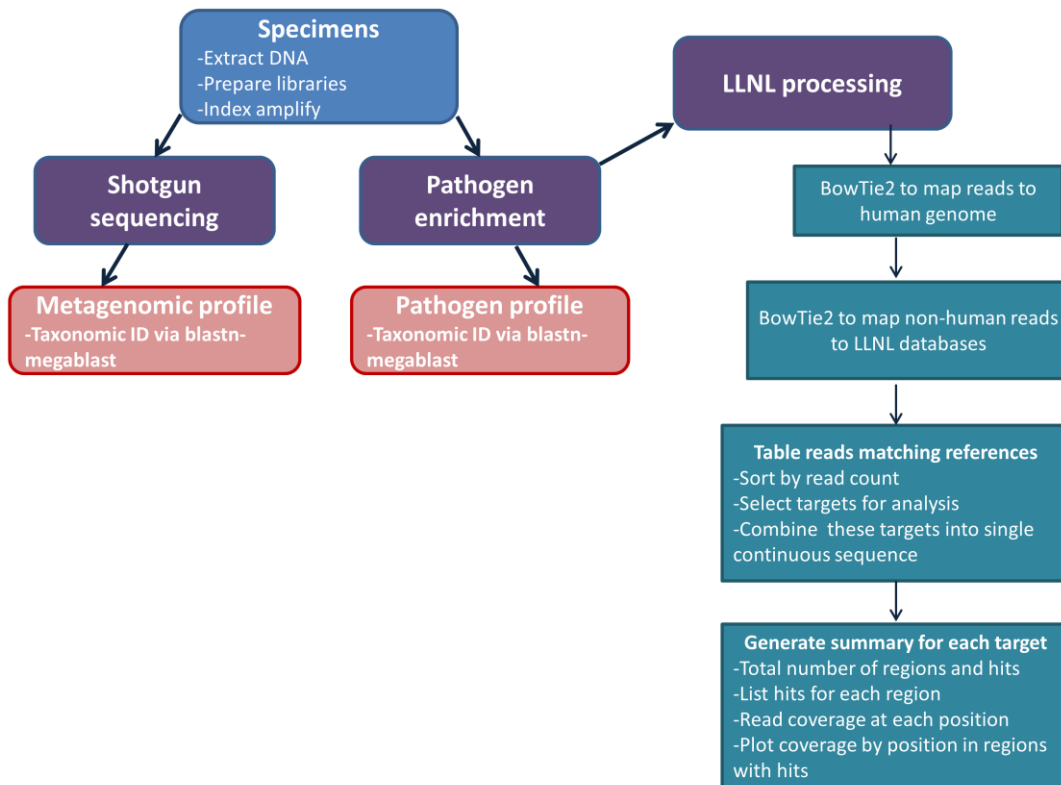 Specimens
-Extract DNA
-Prepare libraries
-Index amplify
LLNL processing
Shotgun
sequencing
Pathogen
enrichment
BowTie2 to map reads to
human genome
Metagenomic profile
-Taxonomic ID via blastn-
megablast
Pathogen profile
-Taxonomic ID via blastn-
megablast
BowTie2 to map non-human reads
to LLNL databases
Table reads matching references
-Sort by read count
-Select targets for analysis
-Combine  these targets into single
continuous sequence
Generate summary for each target
-Total number of regions and hits
-List hits for each region
-Read coverage at each position
-Plot coverage by position in regions
with hits